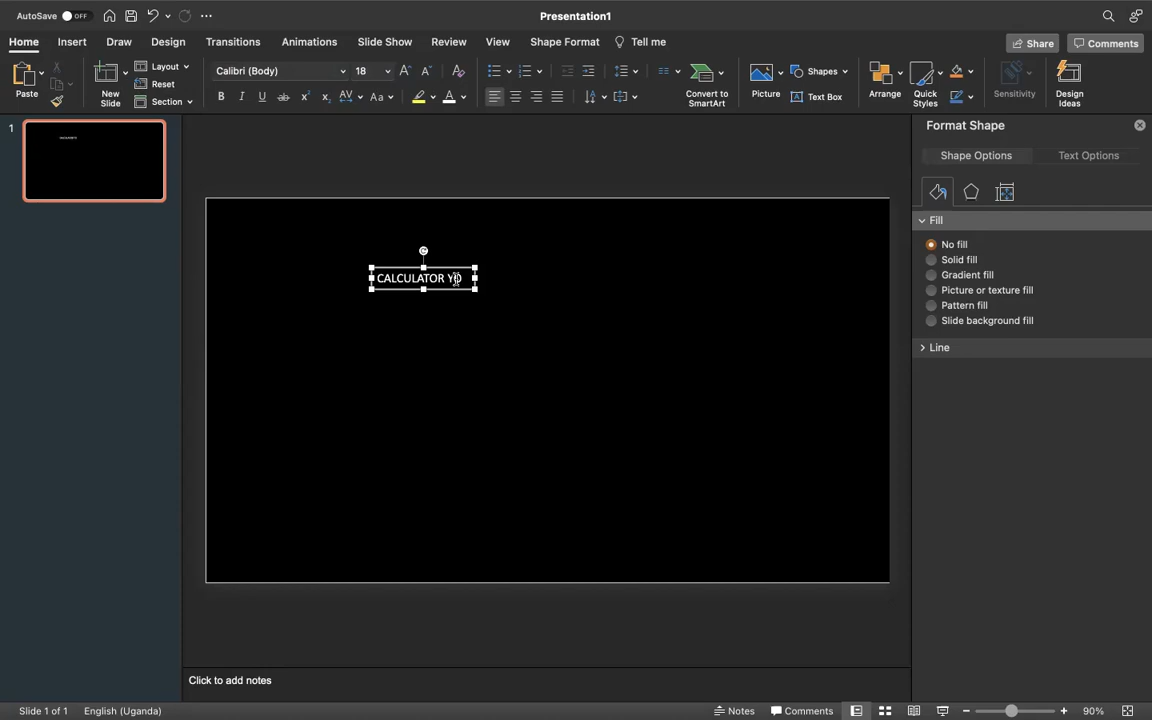 AutoSave OFF
Presentation1
Home Insert Draw Design Transitions Animations Slide Show Review View Shape Format Tell me Share Comments
Paste
New Slide
Layout
Reset
Section
Calibri (Body) 18
Convert to SmartArt
Picture
Shapes
Text Box
Arrange
Quick Styles
Sensitivity
Design Ideas
1
CALCULATOR YD
Format Shape
Shape Options Text Options
Fill
No fill
Solid fill
Gradient fill
Picture or texture fill
Pattern fill
Slide background fill
Line
Click to add notes
Slide 1 of 1 English (Uganda) Notes Comments 90%